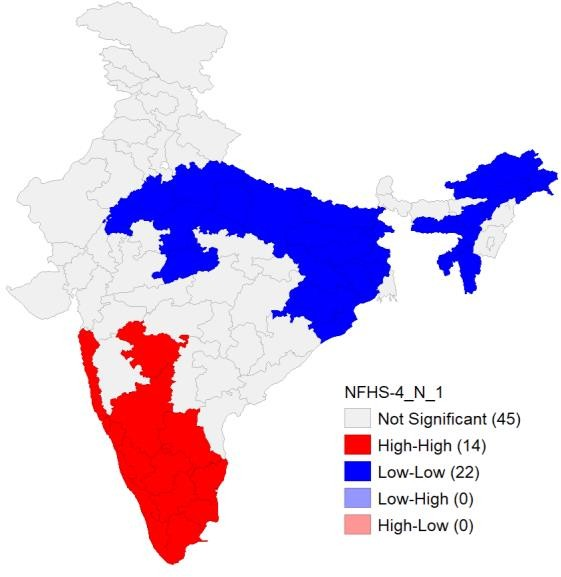 NFHS-4_N_1
Not Significant (45)
High-High (14)
Low-Low (22)
Low-High (0)
High-Low (0)